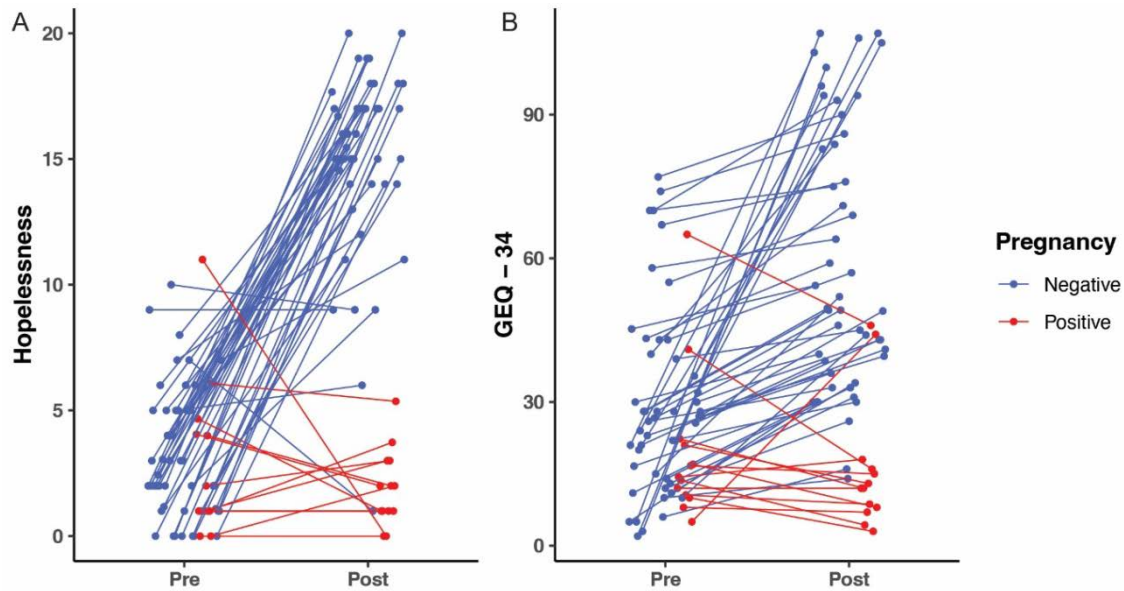 A
B
20
15
10
5
0
Hopelessness
Pre
Post
90
60
30
0
GEQ – 34
Pre
Post
Pregnancy
Negative
Positive